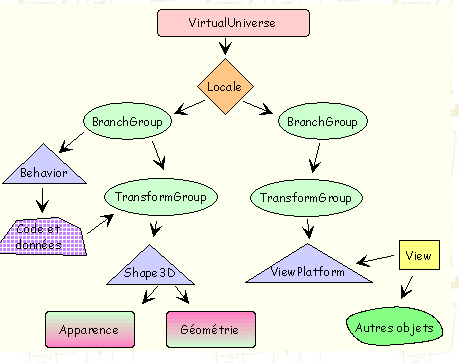 VirtualUniverse
Locale
BranchGroup
BranchGroup
Behavior
TransformGroup
TransformGroup
Code et
données
Shape3D
ViewPlatform
View
Apparence
Géométrie
Autres objets